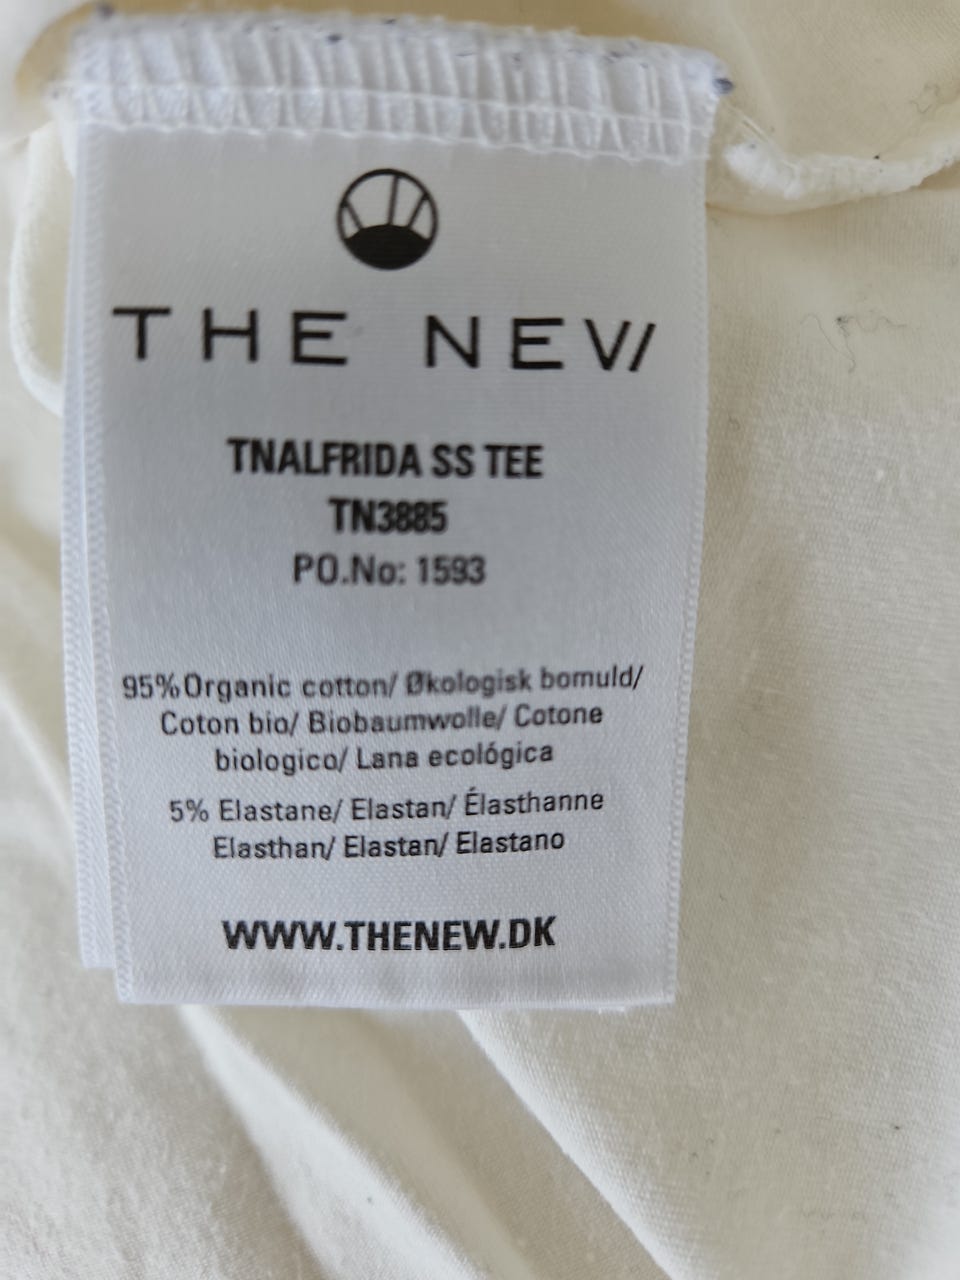 THE NEW
TNALFRIDA SS TEE
TN3885
PO.No: 1593
95%Organic cotton/ Økologisk bomuld/
Coton bio/ Biobaumwolle/ Cotone
biologico/ Lana ecológica
5% Elastane/ Elastan/ Élasthanne
Elasthan/ Elastan/ Elastano
WWW.THENEW.DK